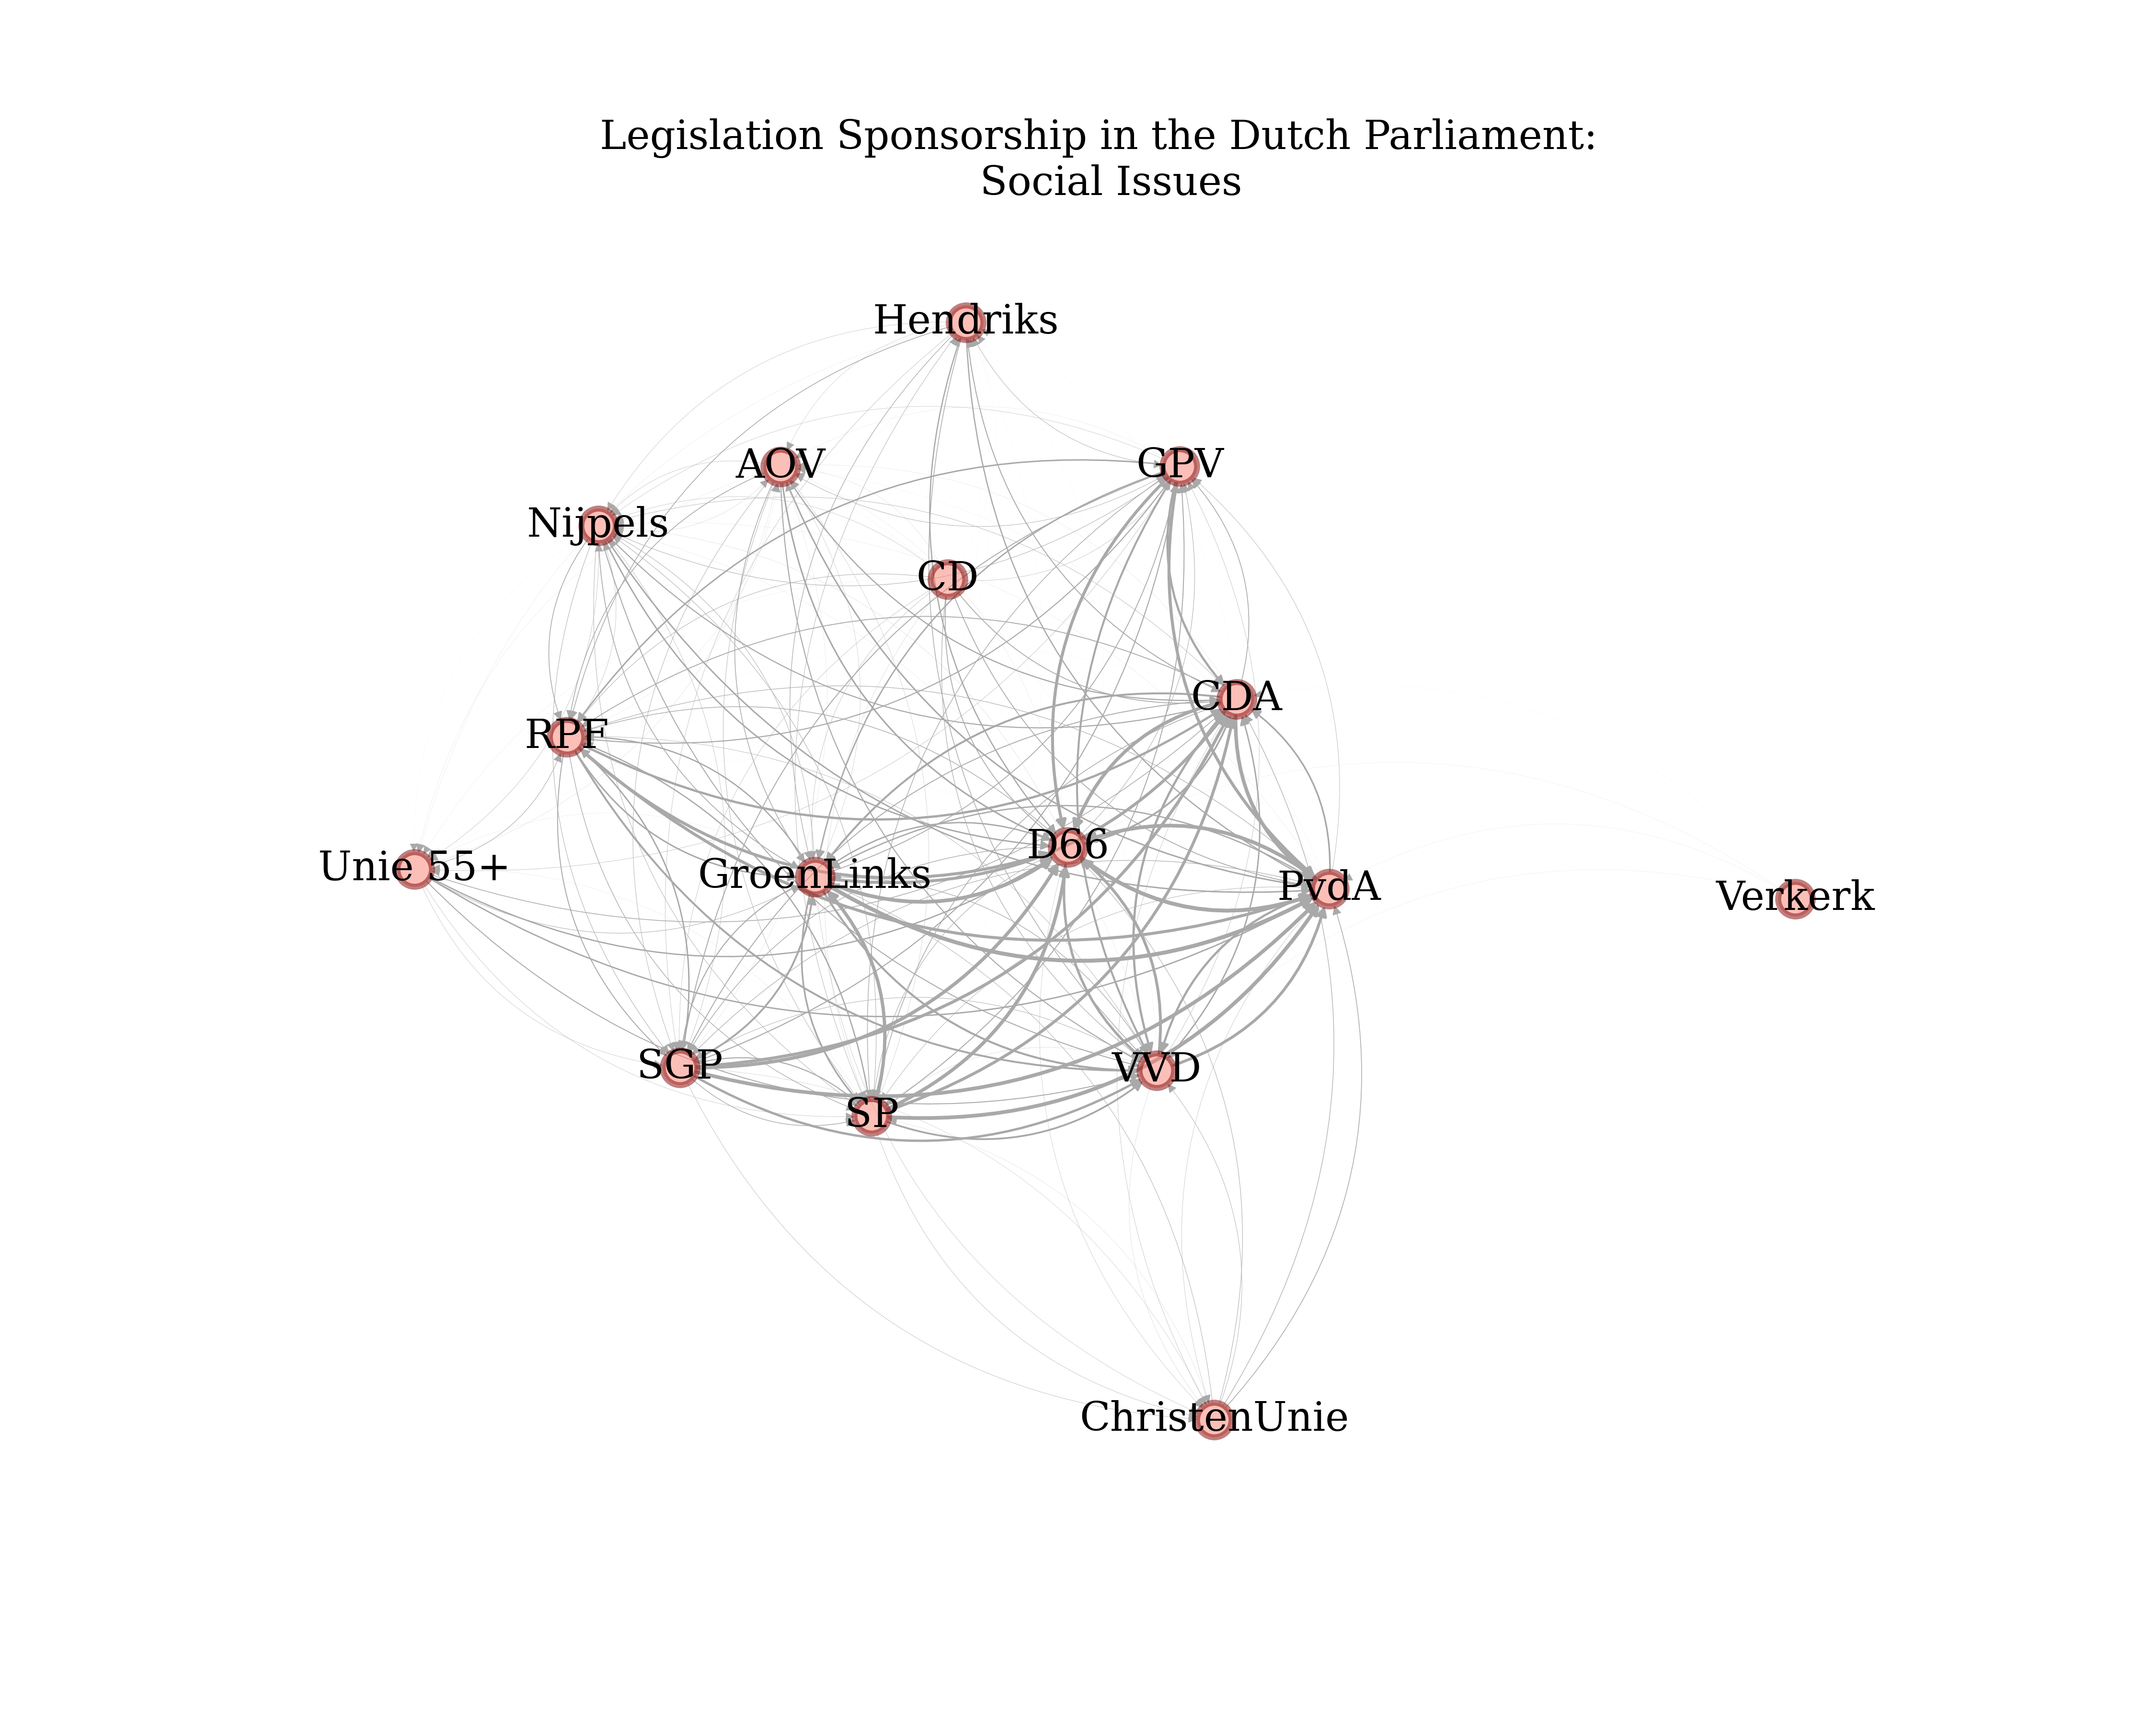 Legislation Sponsorship in the Dutch Parliament:
Social Issues
Hendriks
AOV
GPV
Nijpels
CD
CDA
RPF
D66
Unie 55+
GroenLinks
PvdA
Verkerk
SGP
VVD
SP
ChristenUnie